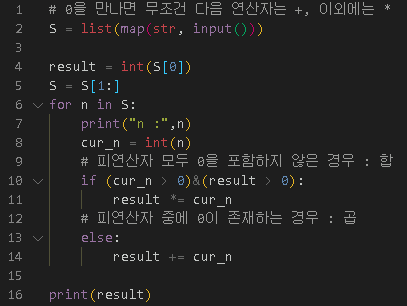 1 # 0을 만나면 무조건 다음 연산자는 +, 이외에는 *
2 S = list(map(str, input()))
3
4 result = int(S[0])
5 S = S[1:]
6 for n in S:
7     print("n :",n)
8     cur_n = int(n)
9     # 피연산자 모두 0을 포함하지 않은 경우 : 합
10     if (cur_n > 0)&(result > 0):
11         result *= cur_n
12     # 피연산자 중에 0이 존재하는 경우 : 곱
13     else:
14         result += cur_n
15
16 print(result)